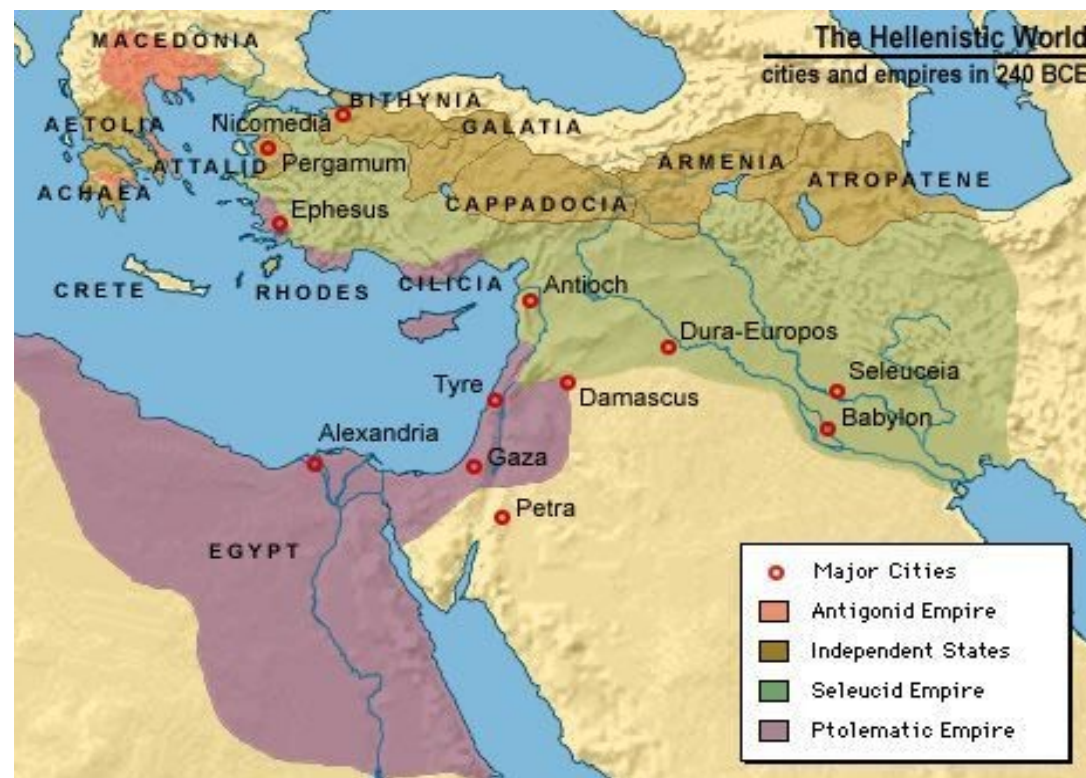 The Hellenistic World
cities and empires in 240 BCE
MACEDONIA
BITHYNIA
AETOLIA
Nicomedia
GALATIA
ATTALID
Pergamum
ARMENIA
ATROPATENE
ACHAEA
Ephesus
CAPPADOCIA
CRETE
RHODES
CILICIA
Antioch
Dura-Europos
Seleuceia
Tyre
Damascus
Babylon
Alexandria
Gaza
Petra
EGYPT
Major Cities
Antigonid Empire
Independent States
Seleucid Empire
Ptolematic Empire